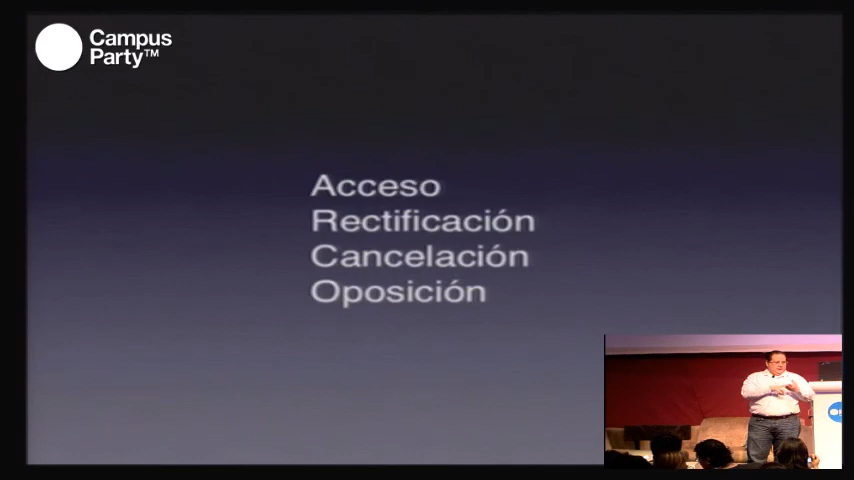 Campus
Party™
Acceso
Rectificación
Cancelación
Oposición